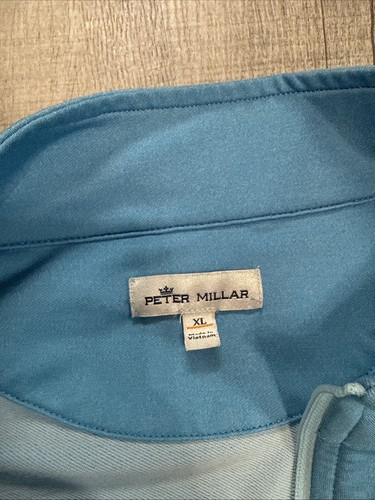 PETER MILLAR
XL
Made in
Vietnam